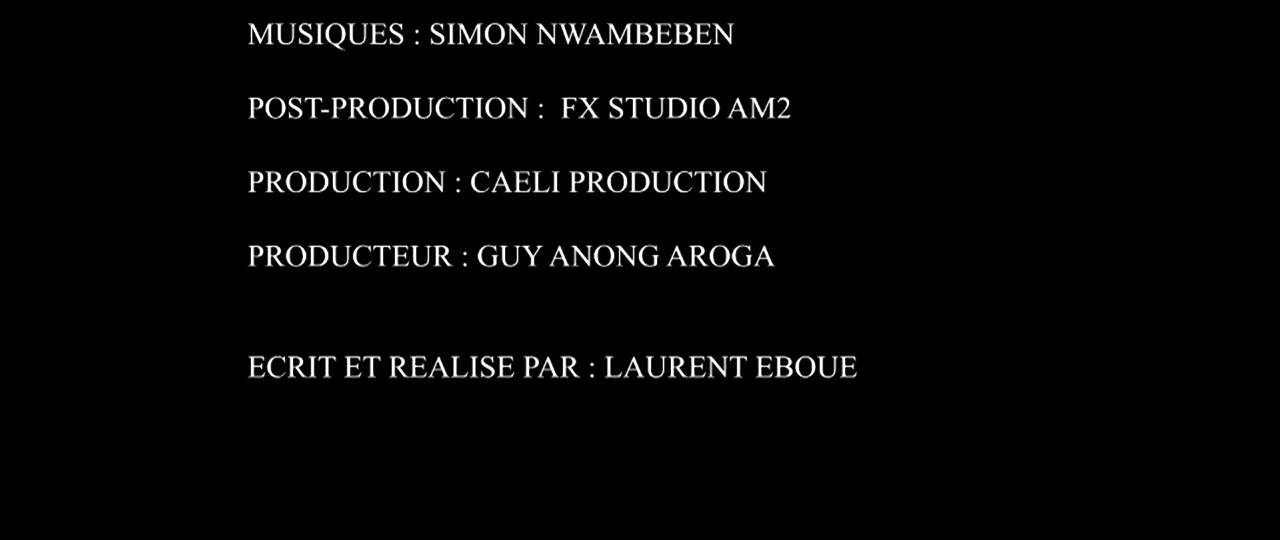 MUSIQUES : SIMON NWAMBEBEN
POST-PRODUCTION :  FX STUDIO AM2
PRODUCTION : CAELI PRODUCTION
PRODUCTEUR : GUY ANONG AROGA
ECRIT ET REALISE PAR : LAURENT EBOUE